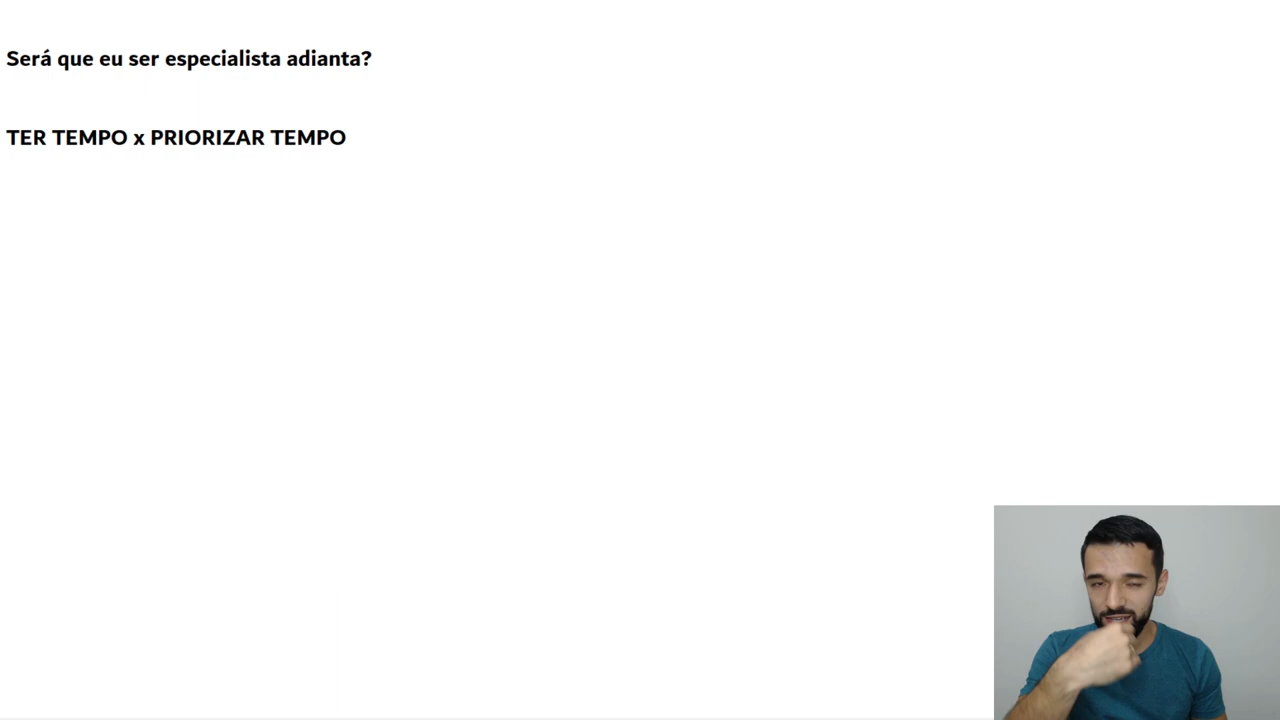 Será que eu ser especialista adianta?
TER TEMPO x PRIORIZAR TEMPO